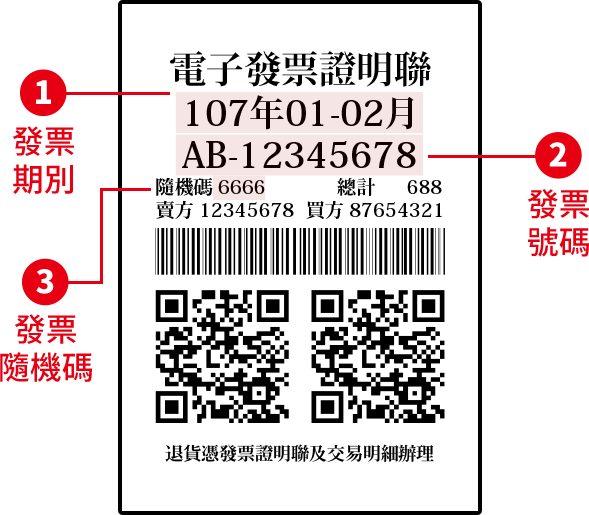 電子發票證明聯
107年01-02月
AB-12345678
隨機碼 6666 總計 688
賣方 12345678 買方 87654321
退貨憑發票證明聯及交易明細辦理
1
發票
期別
2
發票
號碼
3
發票
隨機碼